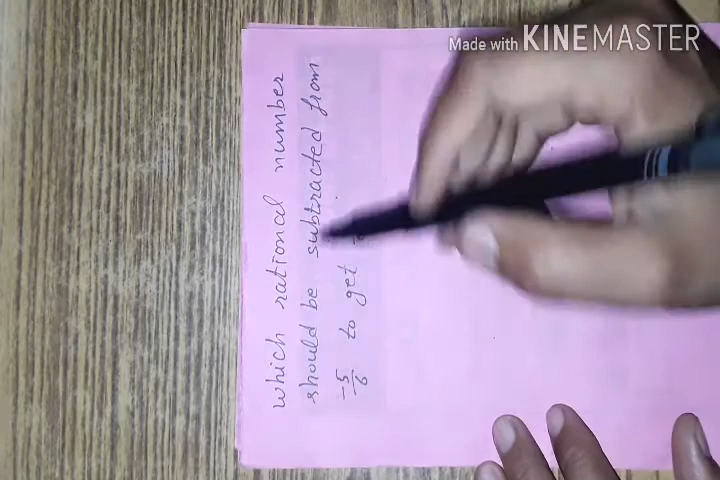 Made with KINEMASTER
which rational number
should be subtracted from
-5/6 to get